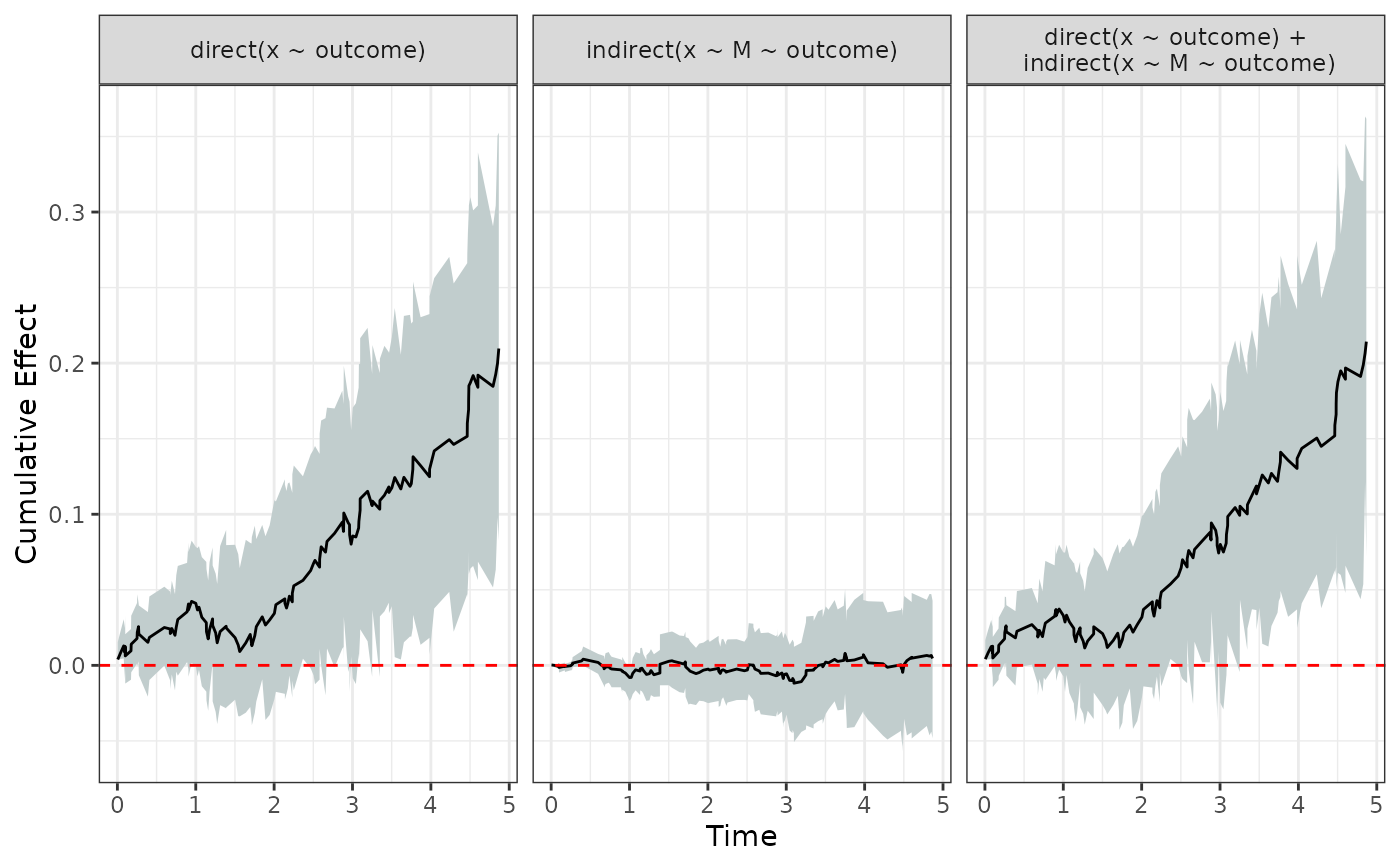 direct(x ~ outcome)
indirect(x ~ M ~ outcome)
direct(x ~ outcome) +
indirect(x ~ M ~ outcome)
Cumulative Effect
0.3
0.2
0.1
0.0
0 1 2 3 4 5
0 1 2 3 4 5
0 1 2 3 4 5
Time